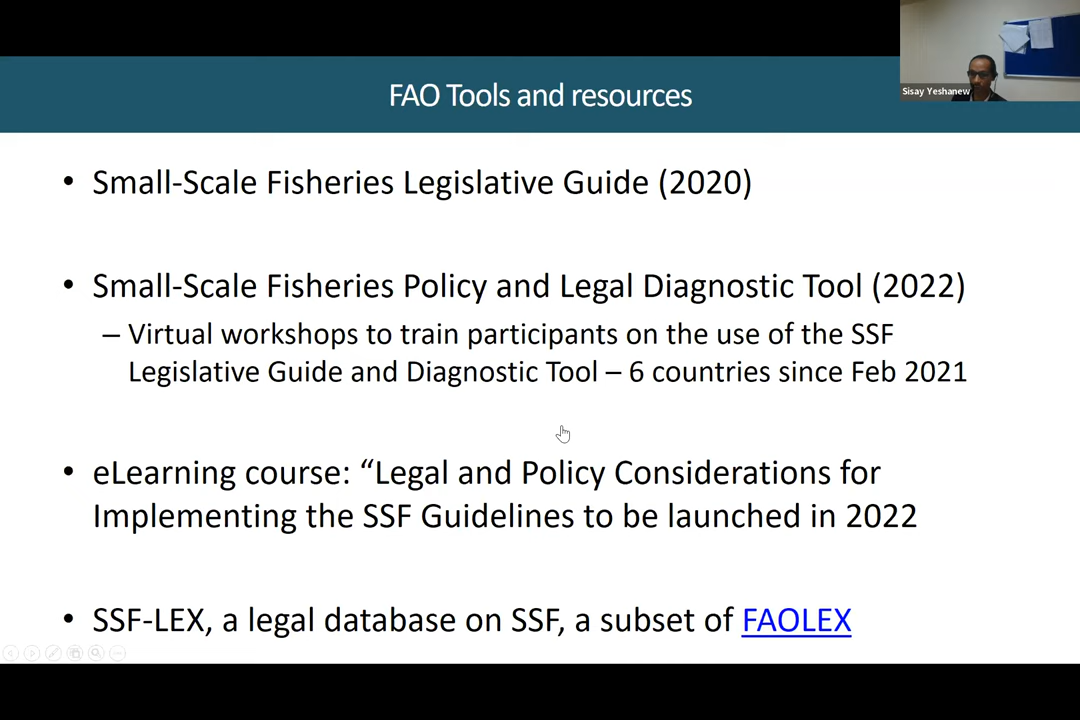 FAO Tools and resources
Sisay Yeshanew
• Small-Scale Fisheries Legislative Guide (2020)
• Small-Scale Fisheries Policy and Legal Diagnostic Tool (2022)
– Virtual workshops to train participants on the use of the SSF
Legislative Guide and Diagnostic Tool – 6 countries since Feb 2021
• eLearning course: “Legal and Policy Considerations for
Implementing the SSF Guidelines to be launched in 2022
• SSF-LEX, a legal database on SSF, a subset of FAOLEX